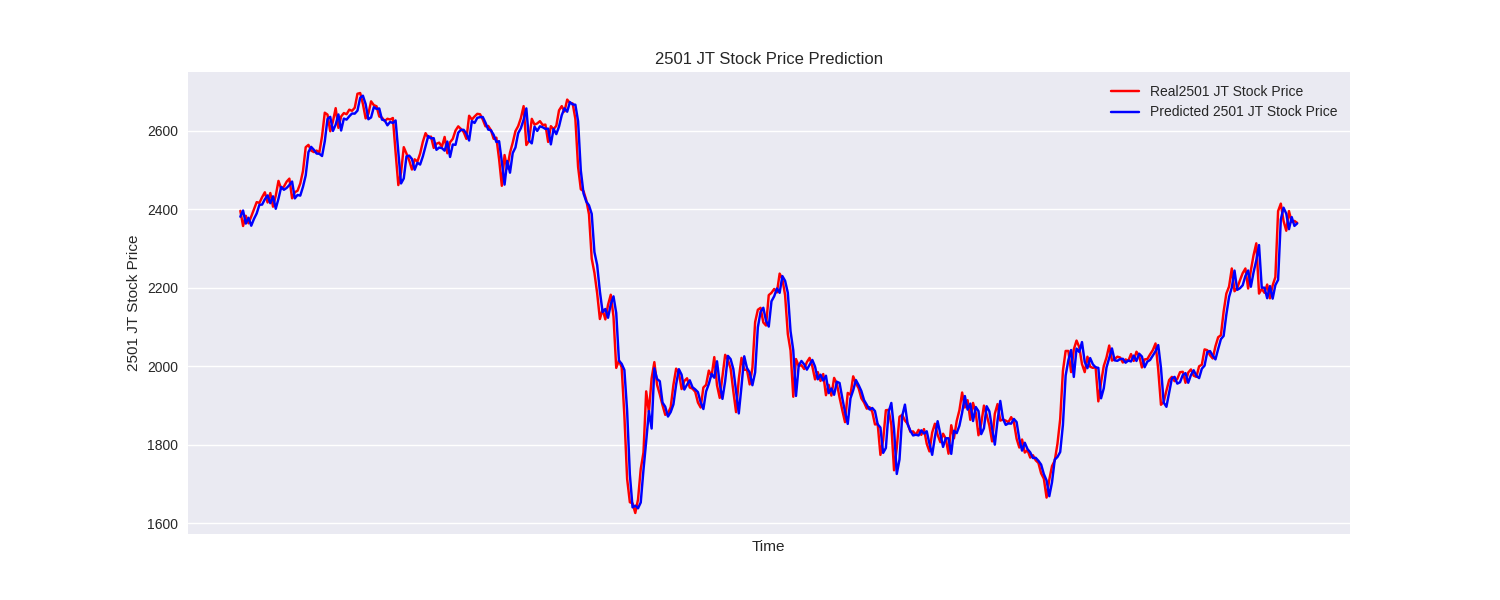 2501 JT Stock Price Prediction
Real2501 JT Stock Price
Predicted 2501 JT Stock Price
2501 JT Stock Price
2600
2400
2200
2000
1800
1600
Time